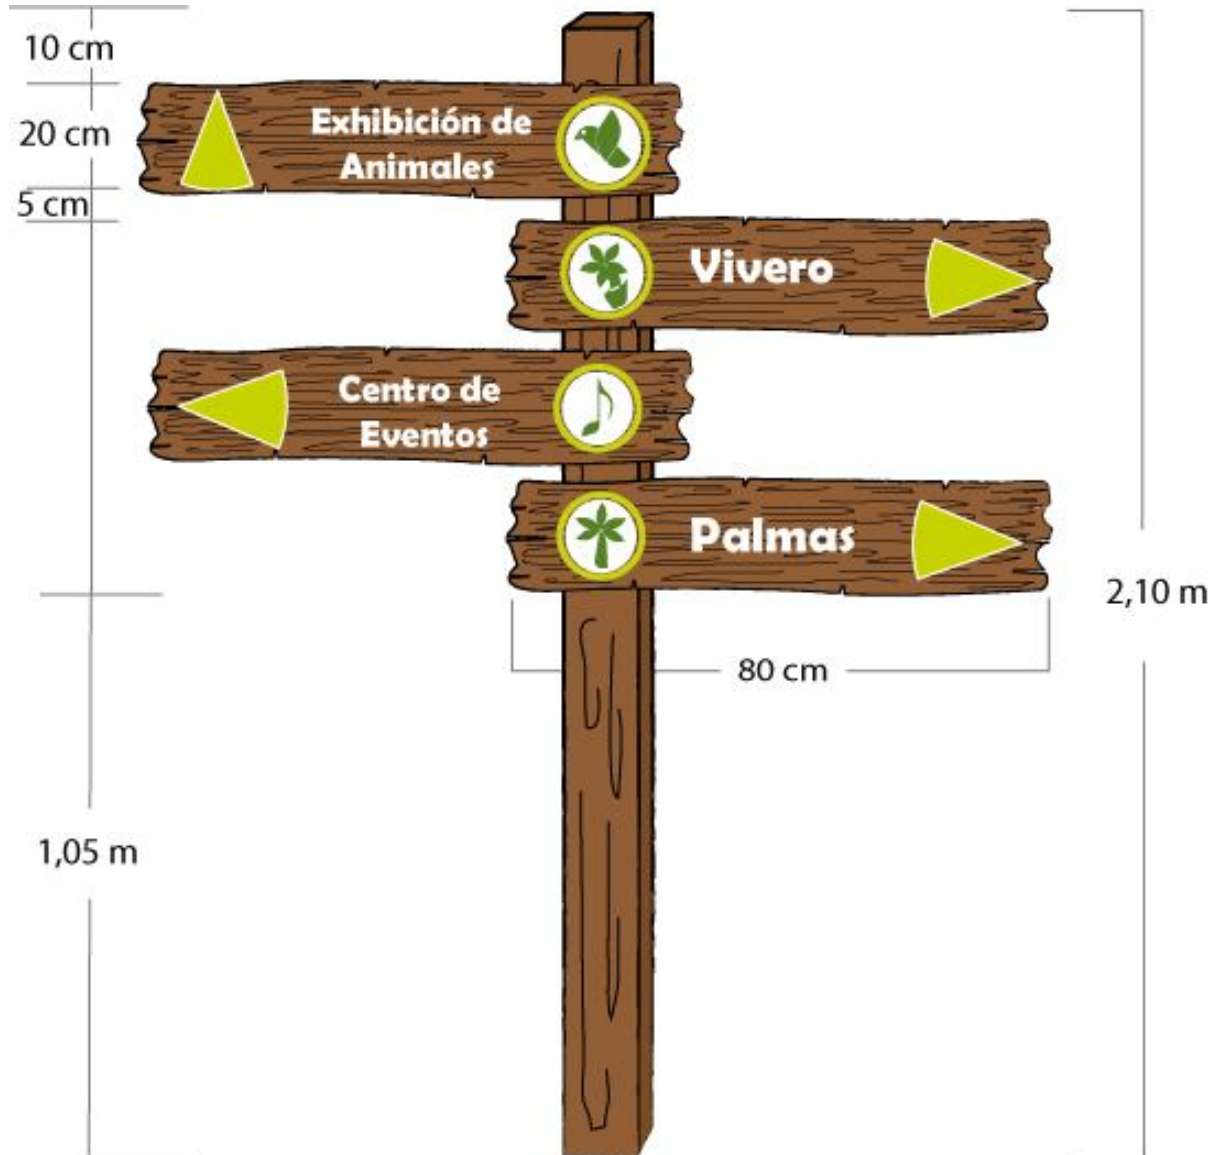 10 cm
20 cm
5 cm
Exhibición de
Animales
Vivero
Centro de
Eventos
Palmas
2,10 m
80 cm
1,05 m